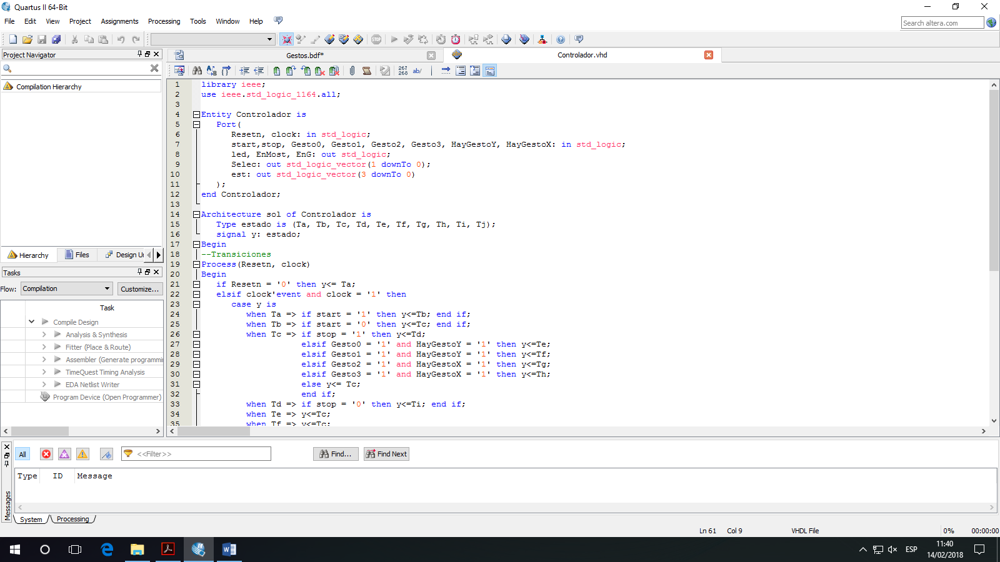 Quartus II 64-Bit
File Edit View Project Assignments Processing Tools Window Help
Search altera.com
Project Navigator
Compilation Hierarchy
Hierarchy Files Design Un
Tasks
Flow: Compilation Customize...
Task
Compile Design
Analysis & Synthesis
Fitter (Place & Route)
Assembler (Generate programmi
TimeQuest Timing Analysis
EDA Netlist Writer
Program Device (Open Programmer)
Gestos.bdf* Controlador.vhd
267
268 ab/
1 library ieee;
2 use ieee.std_logic_1164.all;
3
4 Entity Controlador is
5 Port(
6 Resetn, clock: in std_logic;
7 start,stop, Gesto0, Gesto1, Gesto2, Gesto3, HayGestoY, HayGestoX: in std_logic;
8 led, EnMost, EnG: out std_logic;
9 Selec: out std_logic_vector(1 downTo 0);
10 est: out std_logic_vector(3 downTo 0)
11 );
12 end Controlador;
13
14 Architecture sol of Controlador is
15 Type estado is (Ta, Tb, Tc, Td, Te, Tf, Tg, Th, Ti, Tj);
16 signal y: estado;
17 Begin
18 --Transiciones
19 Process(Resetn, clock)
20 Begin
21 if Resetn = '0' then y<= Ta;
22 elsif clock'event and clock = '1' then
23 case y is
24 when Ta => if start = '1' then y<=Tb; end if;
25 when Tb => if start = '0' then y<=Tc; end if;
26 when Tc => if stop = '1' then y<=Td;
27 elsif Gesto0 = '1' and HayGestoY = '1' then y<=Te;
28 elsif Gesto1 = '1' and HayGestoY = '1' then y<=Tf;
29 elsif Gesto2 = '1' and HayGestoX = '1' then y<=Tg;
30 elsif Gesto3 = '1' and HayGestoX = '1' then y<=Th;
31 else y<= Tc;
32 end if;
33 when Td => if stop = '0' then y<=Ti; end if;
34 when Te => y<=Tc;
35 when Tf => y<=Tc;
Messages
All <<Filter>> Find... Find Next
Type ID Message
System Processing
Ln 61 Col 9 VHDL File 0% 00:00:00
ESP 11:40
14/02/2018